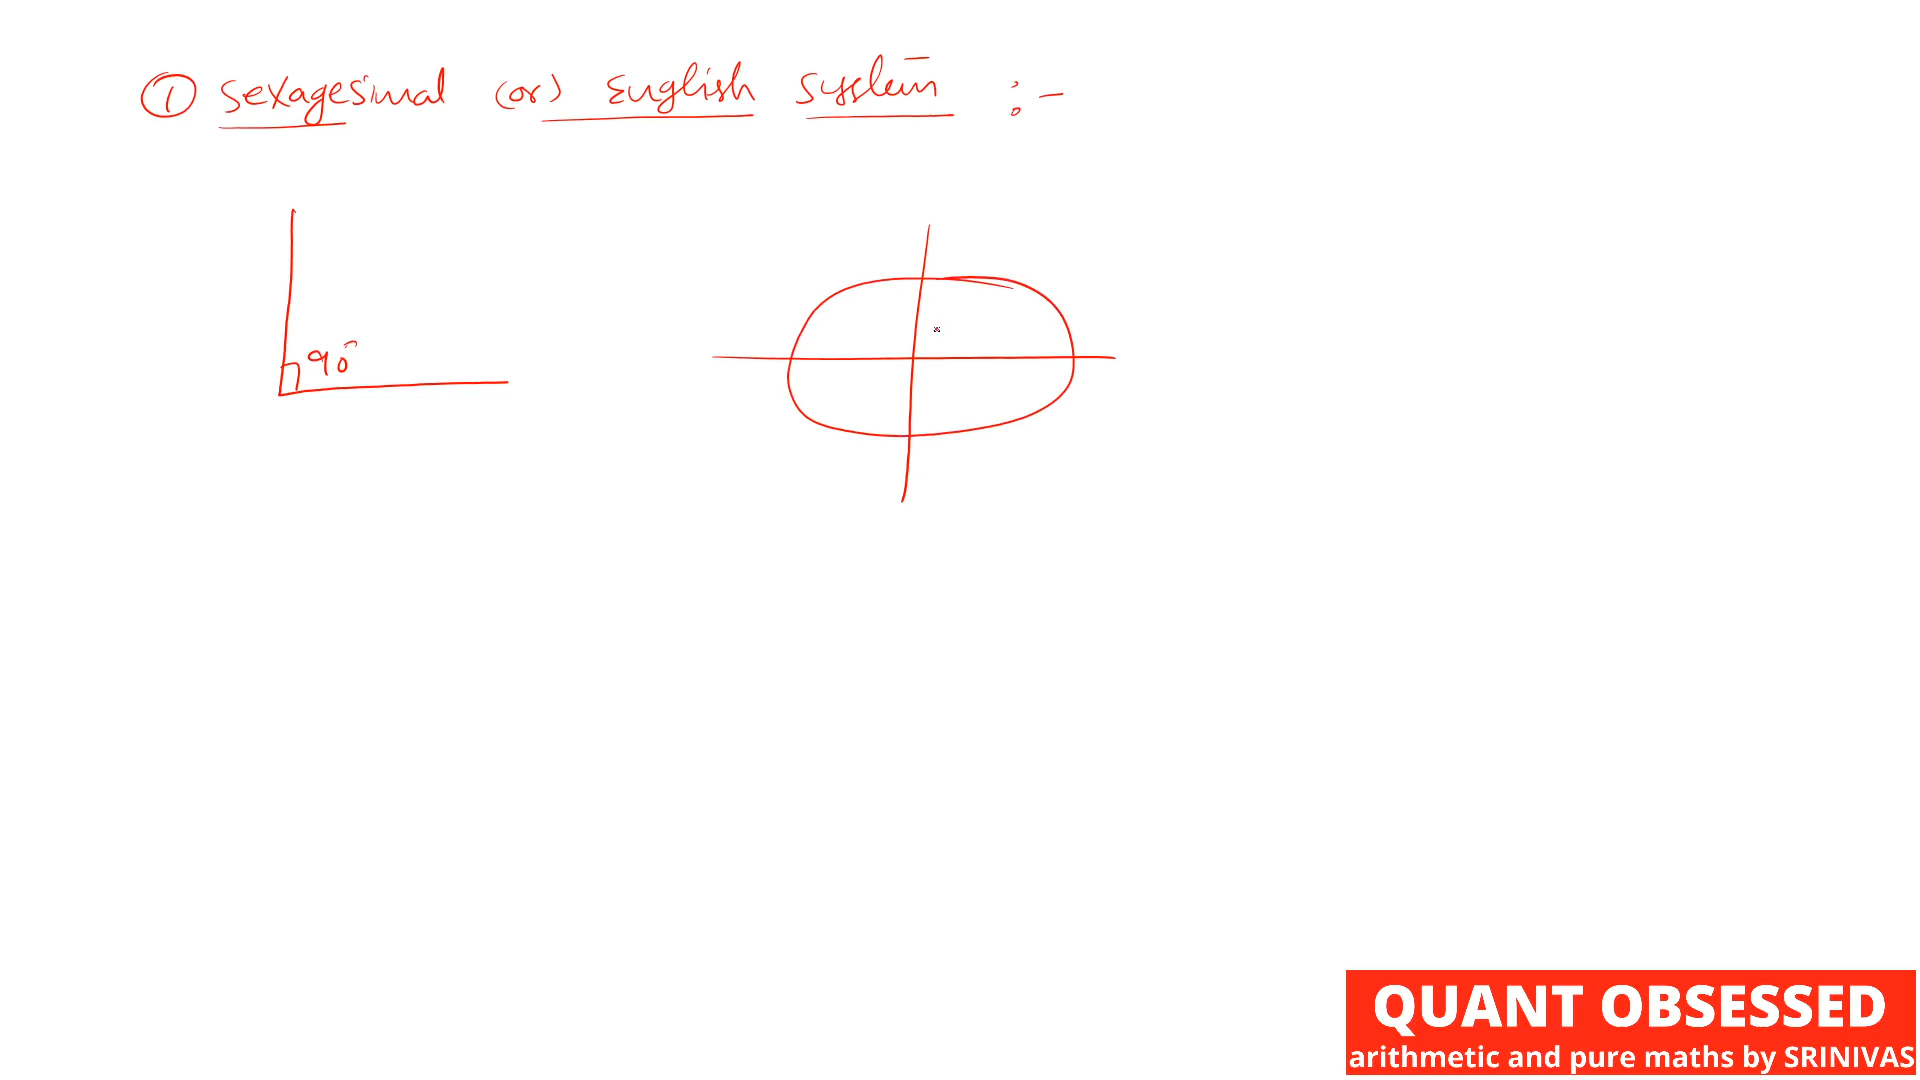 ① Sexagesimal (or) English System :-
90°
QUANT OBSESSED
arithmetic and pure maths by SRINIVAS